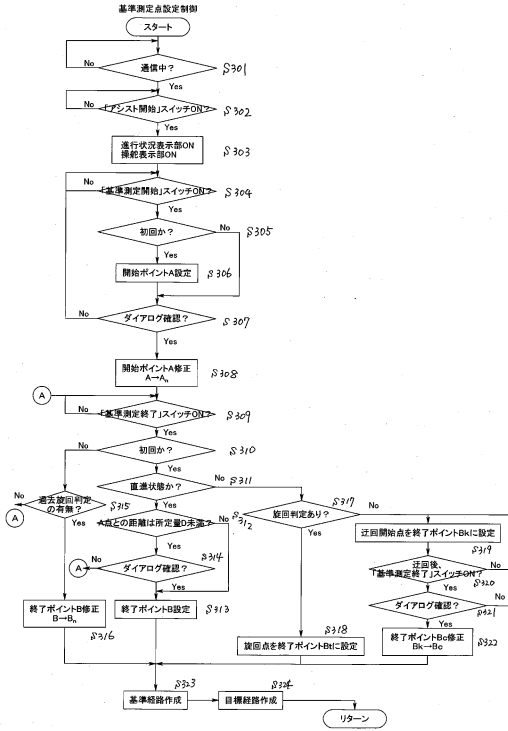 基準測定点設定制御
スタート
通信中？
No
Yes
S301
「アシスト開始」スイッチON？
No
Yes
S302
進行状況表示部ON
操舵表示部ON
S303
「基準測定開始」スイッチON？
No
Yes
S304
初回か？
No
Yes
S305
開始ポイントA設定
S306
ダイアログ確認？
No
Yes
S307
開始ポイントA修正
A→An
S308
A
「基準測定終了」スイッチON？
No
Yes
S309
初回か？
No
Yes
S310
直進状態か？
No
Yes
S311
過去旋回判定
の有無？
No
Yes
S315
A
A点との距離は所定量D未満？
No
Yes
S312
旋回判定あり？
No
Yes
S317
迂回開始点を終了ポイントBkに設定
S319
ダイアログ確認？
No
Yes
S314
A
迂回後、
「基準測定終了」スイッチON？
No
Yes
S320
ダイアログ確認？
No
Yes
S321
終了ポイントB修正
B→Bn
S316
終了ポイントB設定
S313
旋回点を終了ポイントBtに設定
S318
終了ポイントBc修正
Bk→Bc
S322
基準経路作成
S323
目標経路作成
S324
リターン